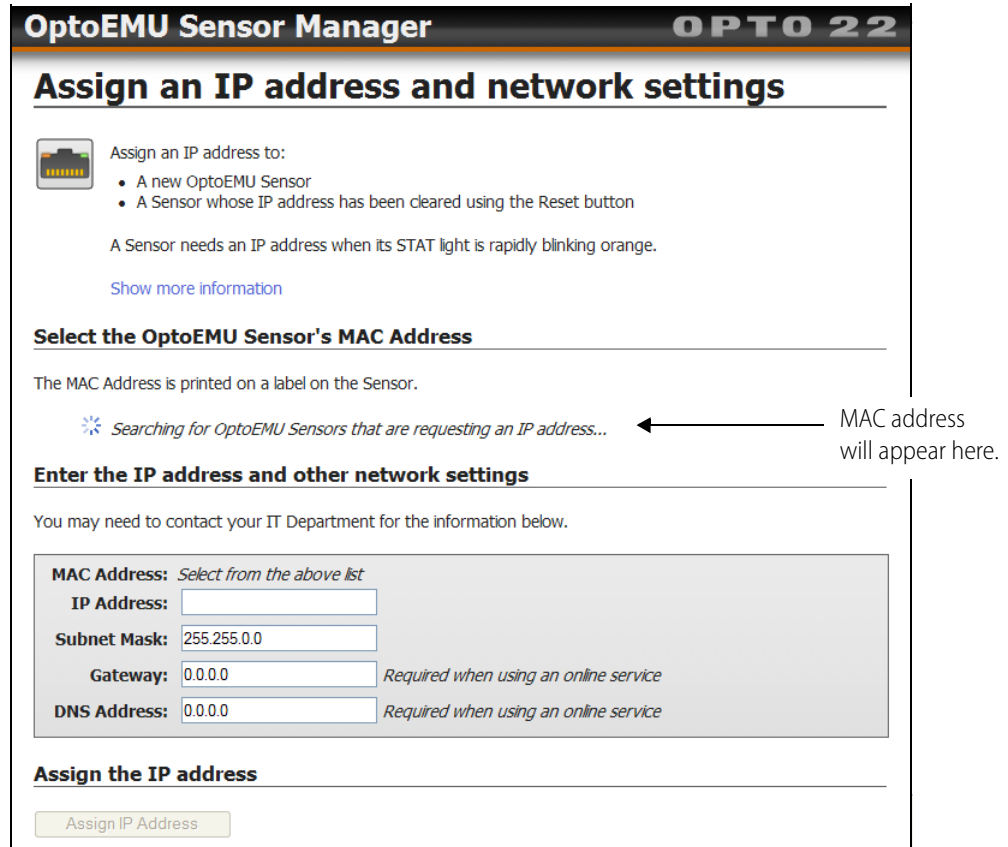 OptoEMU Sensor Manager
OPTO 22
Assign an IP address and network settings
Assign an IP address to:
• A new OptoEMU Sensor
• A Sensor whose IP address has been cleared using the Reset button
A Sensor needs an IP address when its STAT light is rapidly blinking orange.
Show more information
Select the OptoEMU Sensor's MAC Address
The MAC Address is printed on a label on the Sensor.
Searching for OptoEMU Sensors that are requesting an IP address...
MAC address
will appear here.
Enter the IP address and other network settings
You may need to contact your IT Department for the information below.
MAC Address: Select from the above list
IP Address:
Subnet Mask: 255.255.0.0
Gateway: 0.0.0.0 Required when using an online service
DNS Address: 0.0.0.0 Required when using an online service
Assign the IP address
Assign IP Address